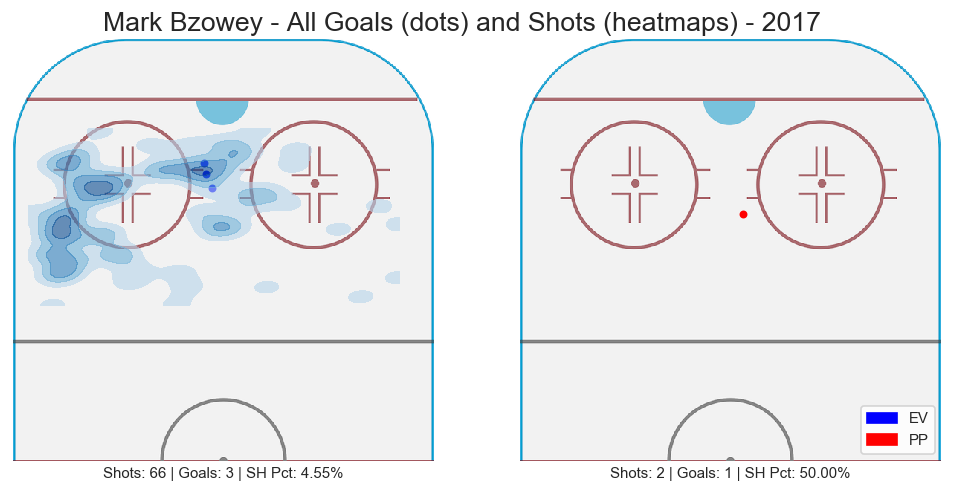 Mark Bzowey - All Goals (dots) and Shots (heatmaps) - 2017
EV
PP
Shots: 66 | Goals: 3 | SH Pct: 4.55%
Shots: 2 | Goals: 1 | SH Pct: 50.00%